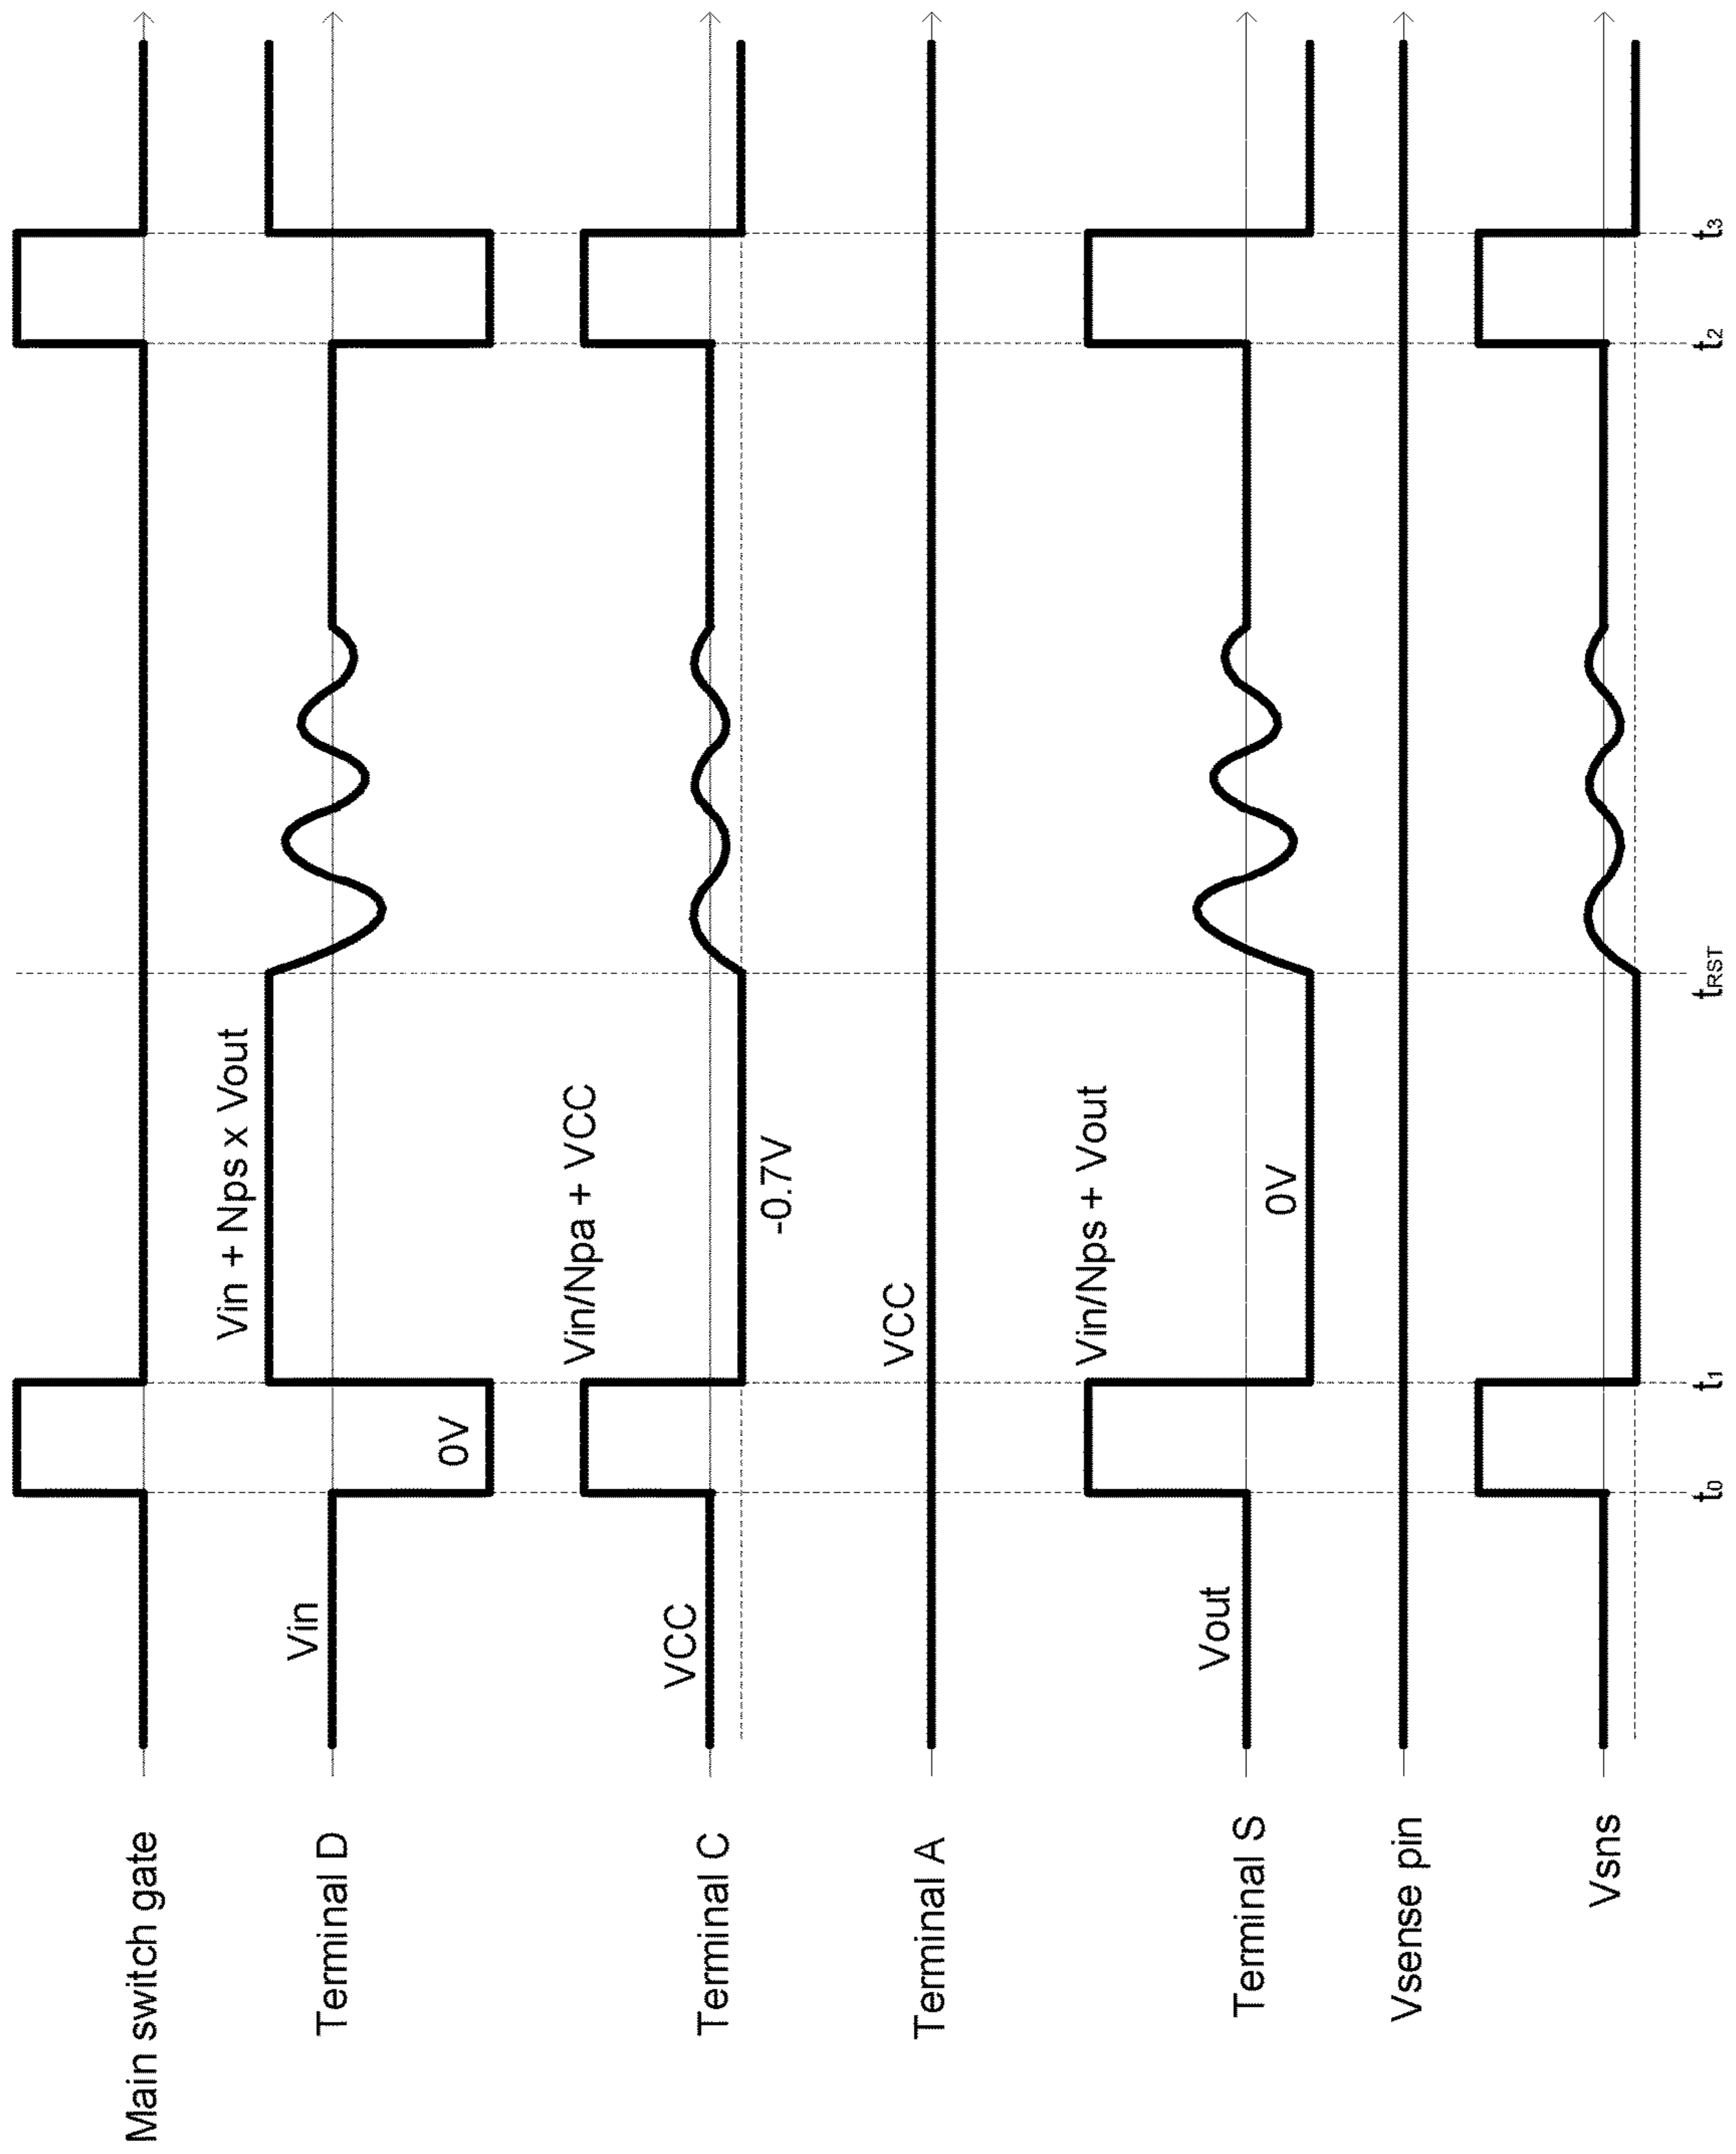 Main switch gate
Terminal D
Vin
0V
Vin + Nps x Vout
Terminal C
VCC
Vin/Npa + VCC
-0.7V
Terminal A
VCC
Terminal S
Vout
Vin/Nps + Vout
0V
Vsense pin
Vsns
t0
t1
tRST
t2
t3